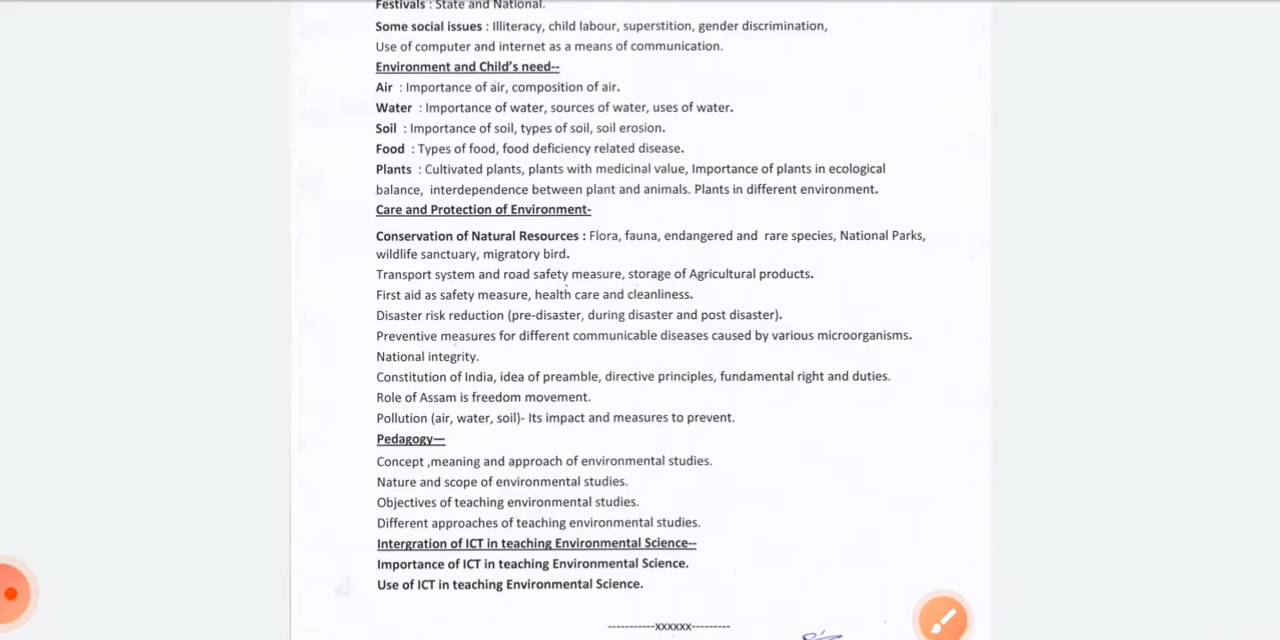 Festivals : State and National.
Some social issues : Illiteracy, child labour, superstition, gender discrimination,
Use of computer and internet as a means of communication.
Environment and Child's need--
Air : Importance of air, composition of air.
Water : Importance of water, sources of water, uses of water.
Soil : Importance of soil, types of soil, soil erosion.
Food : Types of food, food deficiency related disease.
Plants : Cultivated plants, plants with medicinal value, Importance of plants in ecological
balance, interdependence between plant and animals. Plants in different environment.
Care and Protection of Environment-
Conservation of Natural Resources : Flora, fauna, endangered and rare species, National Parks,
wildlife sanctuary, migratory bird.
Transport system and road safety measure, storage of Agricultural products.
First aid as safety measure, health care and cleanliness.
Disaster risk reduction (pre-disaster, during disaster and post disaster).
Preventive measures for different communicable diseases caused by various microorganisms.
National integrity.
Constitution of India, idea of preamble, directive principles, fundamental right and duties.
Role of Assam is freedom movement.
Pollution (air, water, soil)- Its impact and measures to prevent.
Pedagogy—
Concept ,meaning and approach of environmental studies.
Nature and scope of environmental studies.
Objectives of teaching environmental studies.
Different approaches of teaching environmental studies.
Intergration of ICT in teaching Environmental Science--
Importance of ICT in teaching Environmental Science.
Use of ICT in teaching Environmental Science.
-----------xxxxxx---------